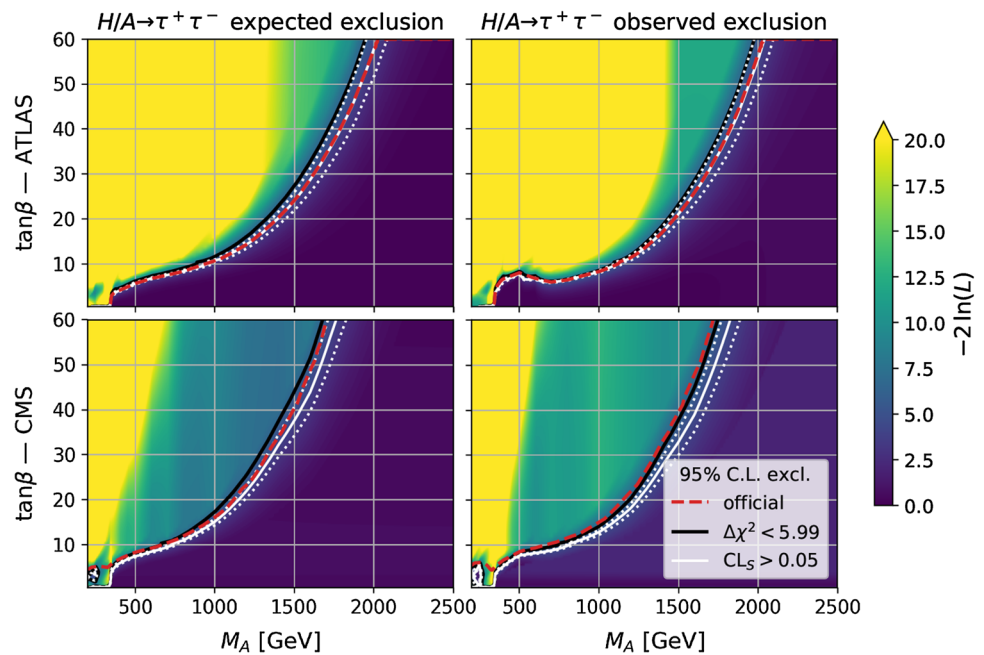 H/A→τ⁺τ⁻ expected exclusion
H/A→τ⁺τ⁻ observed exclusion
60
50
40
30
20
10
tanβ — ATLAS
60
50
40
30
20
10
tanβ — CMS
500
1000
1500
2000
2500
M_A [GeV]
500
1000
1500
2000
2500
M_A [GeV]
95% C.L. excl.
official
Δχ² < 5.99
CL_S > 0.05
20.0
17.5
15.0
12.5
10.0
7.5
5.0
2.5
0.0
−2 ln(L)